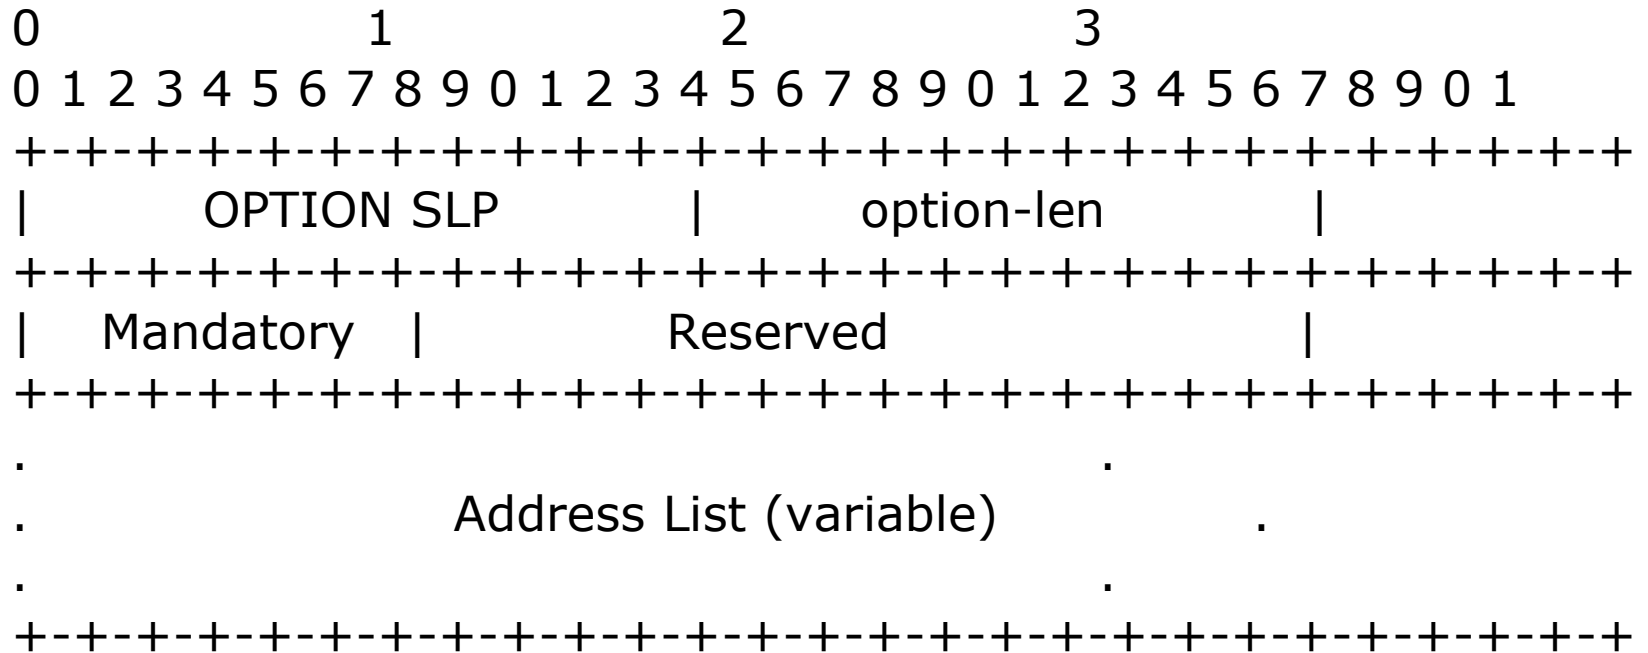 0 1 2 3
0 1 2 3 4 5 6 7 8 9 0 1 2 3 4 5 6 7 8 9 0 1 2 3 4 5 6 7 8 9 0 1
+-+-+-+-+-+-+-+-+-+-+-+-+-+-+-+-+-+-+-+-+-+-+-+-+-+-+
| OPTION SLP | option-len |
+-+-+-+-+-+-+-+-+-+-+-+-+-+-+-+-+-+-+-+-+-+-+-+-+-+-+
| Mandatory | Reserved |
+-+-+-+-+-+-+-+-+-+-+-+-+-+-+-+-+-+-+-+-+-+-+-+-+-+-+
. .
. Address List (variable) .
. .
+-+-+-+-+-+-+-+-+-+-+-+-+-+-+-+-+-+-+-+-+-+-+-+-+-+-+